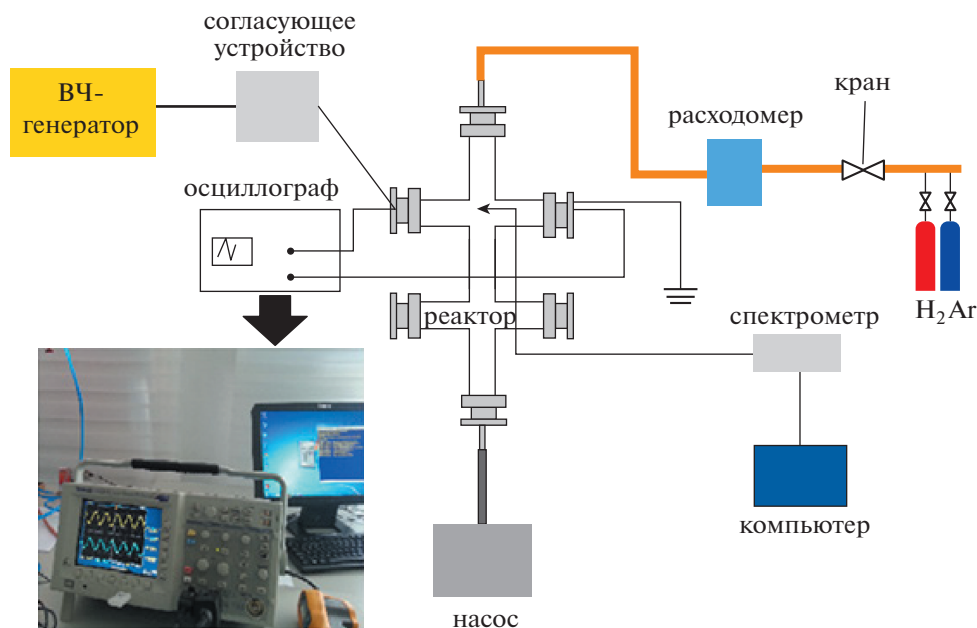 согласующее
устройство
ВЧ-
генератор
кран
расходомер
осциллограф
H₂ Ar
реактор
спектрометр
компьютер
насос